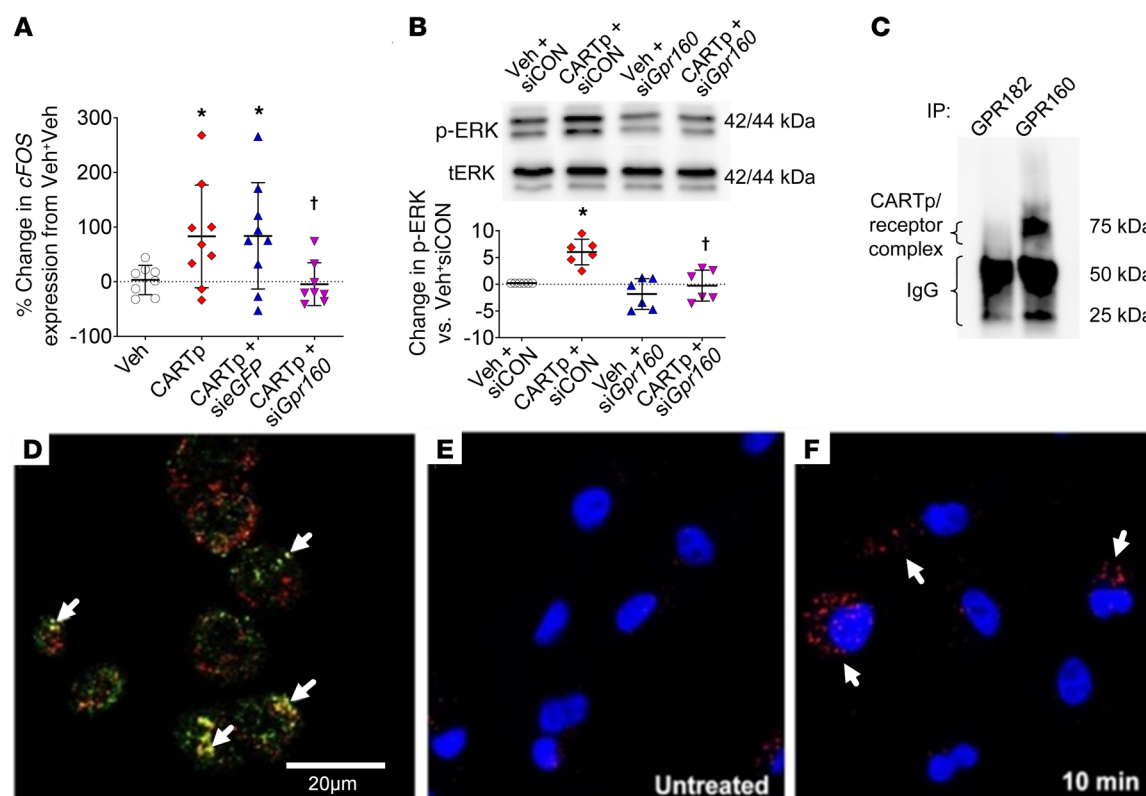 A
% Change in cFOS
expression from Veh+Veh
300
200
100
0
-100
*
*
†
Veh
CARTp
CARTp +
sieGFP
CARTp +
siGpr160
B
Veh +
siCON
CARTp +
siCON
Veh +
siGpr160
CARTp +
siGpr160
p-ERK
42/44 kDa
tERK
42/44 kDa
Change in p-ERK
vs. Veh+siCON
10
5
0
-5
-10
*
†
Veh +
siCON
CARTp +
siCON
Veh +
siGpr160
CARTp +
siGpr160
C
IP:
GPR182
GPR160
CARTp/
receptor
complex
IgG
75 kDa
50 kDa
25 kDa
D
20µm
E
Untreated
F
10 min